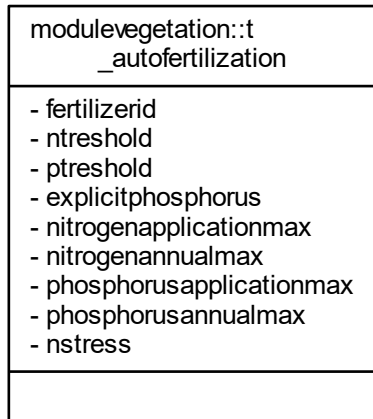 modulevegetation::t
_autofertilization
- fertilizerid
- ntreshold
- ptreshold
- explicitphosphorus
- nitrogenapplicationmax
- nitrogenannualmax
- phosphorusapplicationmax
- phosphorusannualmax
- nstress